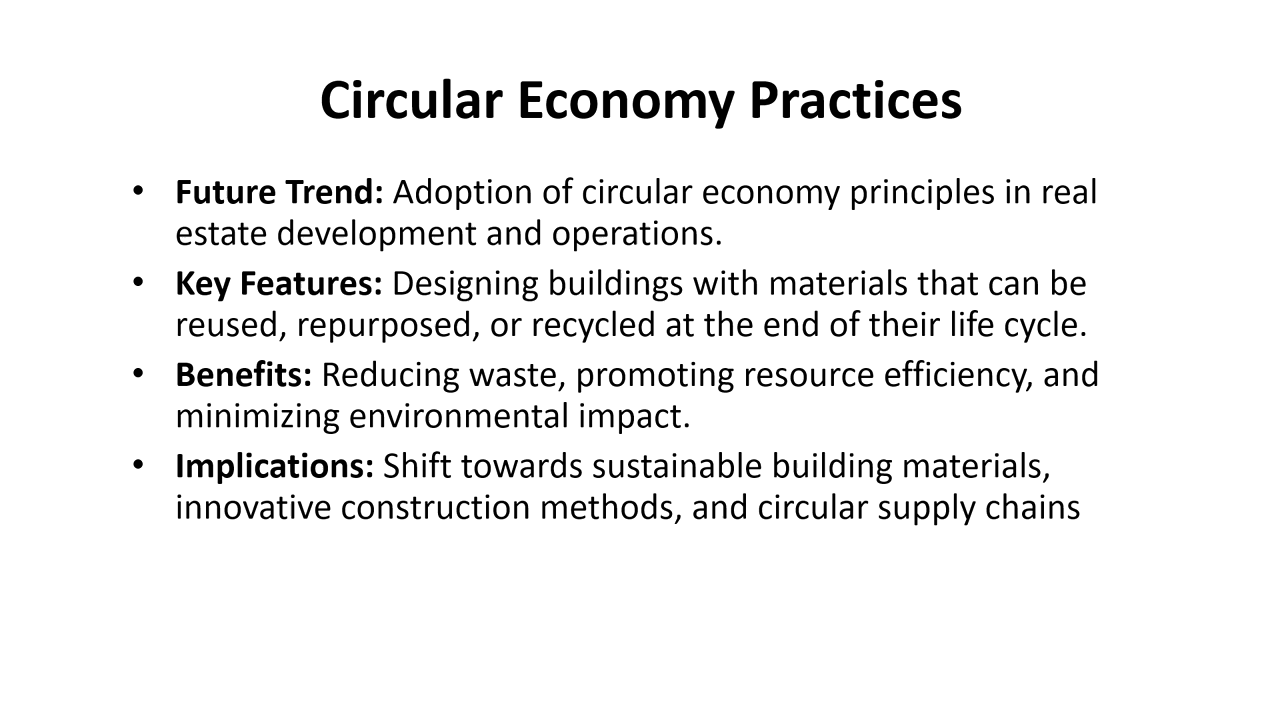 Circular Economy Practices
• Future Trend: Adoption of circular economy principles in real
estate development and operations.
• Key Features: Designing buildings with materials that can be
reused, repurposed, or recycled at the end of their life cycle.
• Benefits: Reducing waste, promoting resource efficiency, and
minimizing environmental impact.
• Implications: Shift towards sustainable building materials,
innovative construction methods, and circular supply chains